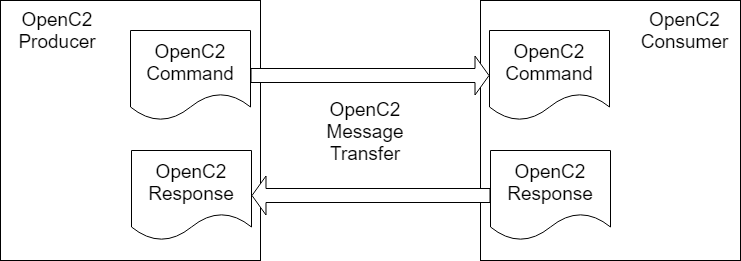 OpenC2
Producer
OpenC2
Command
OpenC2
Response
OpenC2
Message
Transfer
OpenC2
Consumer
OpenC2
Command
OpenC2
Response